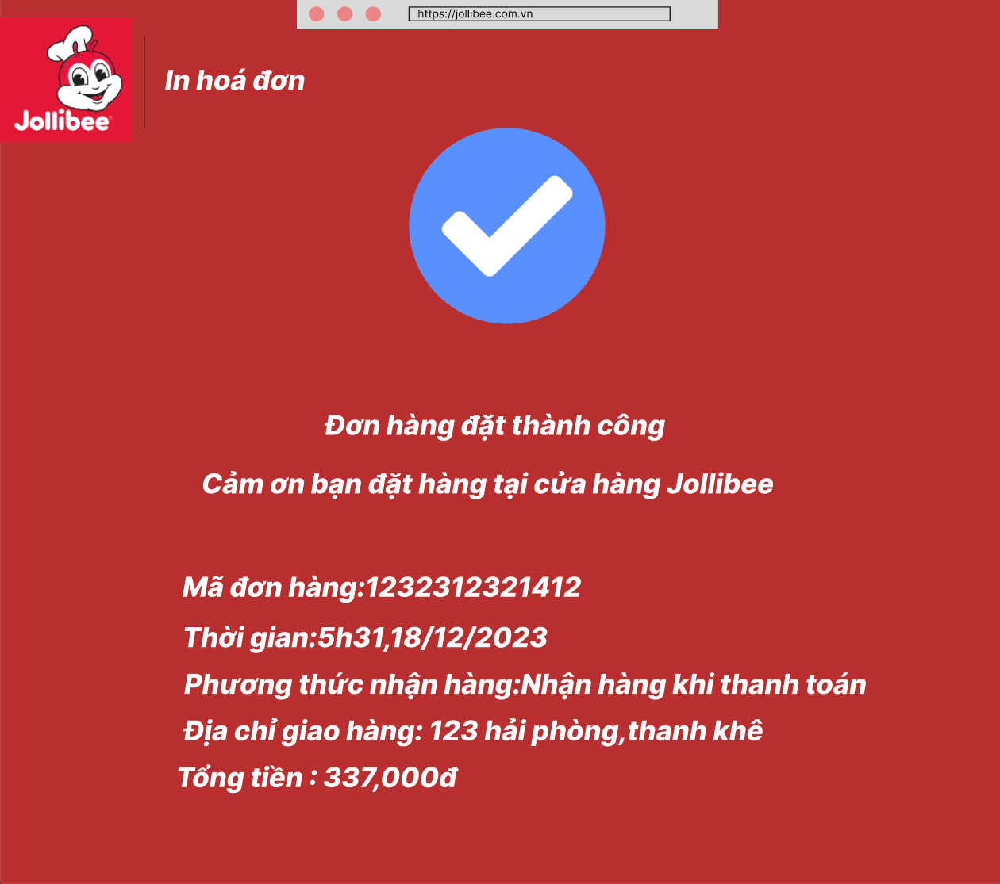 https://jollibee.com.vn
Jollibee
In hoá đơn
Đơn hàng đặt thành công
Cảm ơn bạn đặt hàng tại cửa hàng Jollibee
Mã đơn hàng:1232312321412
Thời gian:5h31,18/12/2023
Phương thức nhận hàng:Nhận hàng khi thanh toán
Địa chỉ giao hàng: 123 hải phòng,thanh khê
Tổng tiền : 337,000đ